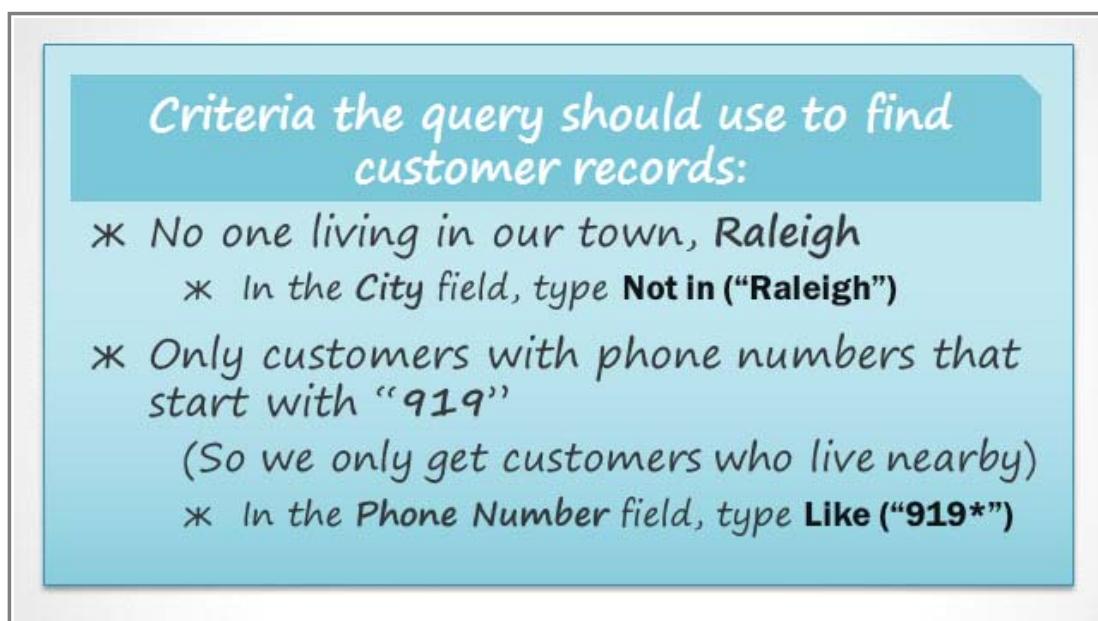 Criteria the query should use to find
customer records:
ж No one living in our town, Raleigh
ж In the City field, type Not in (“Raleigh”)
ж Only customers with phone numbers that
start with “919”
(So we only get customers who live nearby)
ж In the Phone Number field, type Like (“919*”)